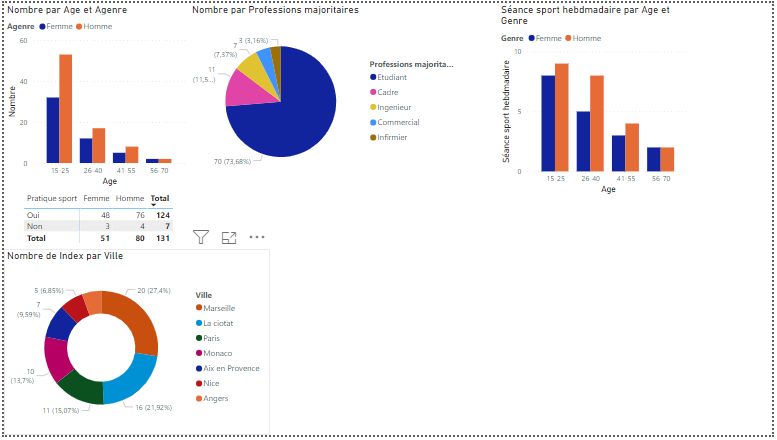 Nombre par Age et Agenre
Agenre Femme Homme
60
40
20
0
Nombre
15-25 26-40 41-55 56-70
Age
Pratique sport Femme Homme Total
Oui 48 76 124
Non 3 4 7
Total 51 80 131
Nombre par Professions majoritaires
3 (3,16%)
7
(7,37%)
11
(11,5...)
70 (73,68%)
Professions majorita...
Etudiant
Cadre
Ingenieur
Commercial
Infirmier
Séance sport hebdmadaire par Age et
Genre
Genre Femme Homme
10
5
0
Séance sport hebdmadaire
15-25 26-40 41-55 56-70
Age
Nombre de Index par Ville
5 (6,85%)
20 (27,4%)
7
(9,59%)
10
(13,7%)
11 (15,07%)
16 (21,92%)
Ville
Marseille
La ciotat
Paris
Monaco
Aix en Provence
Nice
Angers